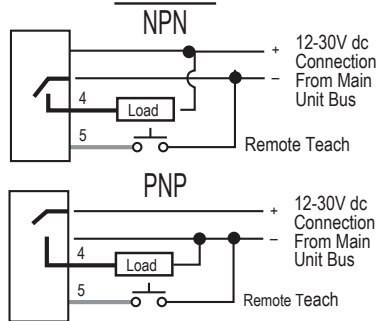 NPN
+ 12-30V dc
Connection
– From Main
Unit Bus
4
Load
5
Remote Teach
PNP
+ 12-30V dc
Connection
– From Main
Unit Bus
4
Load
5
Remote Teach